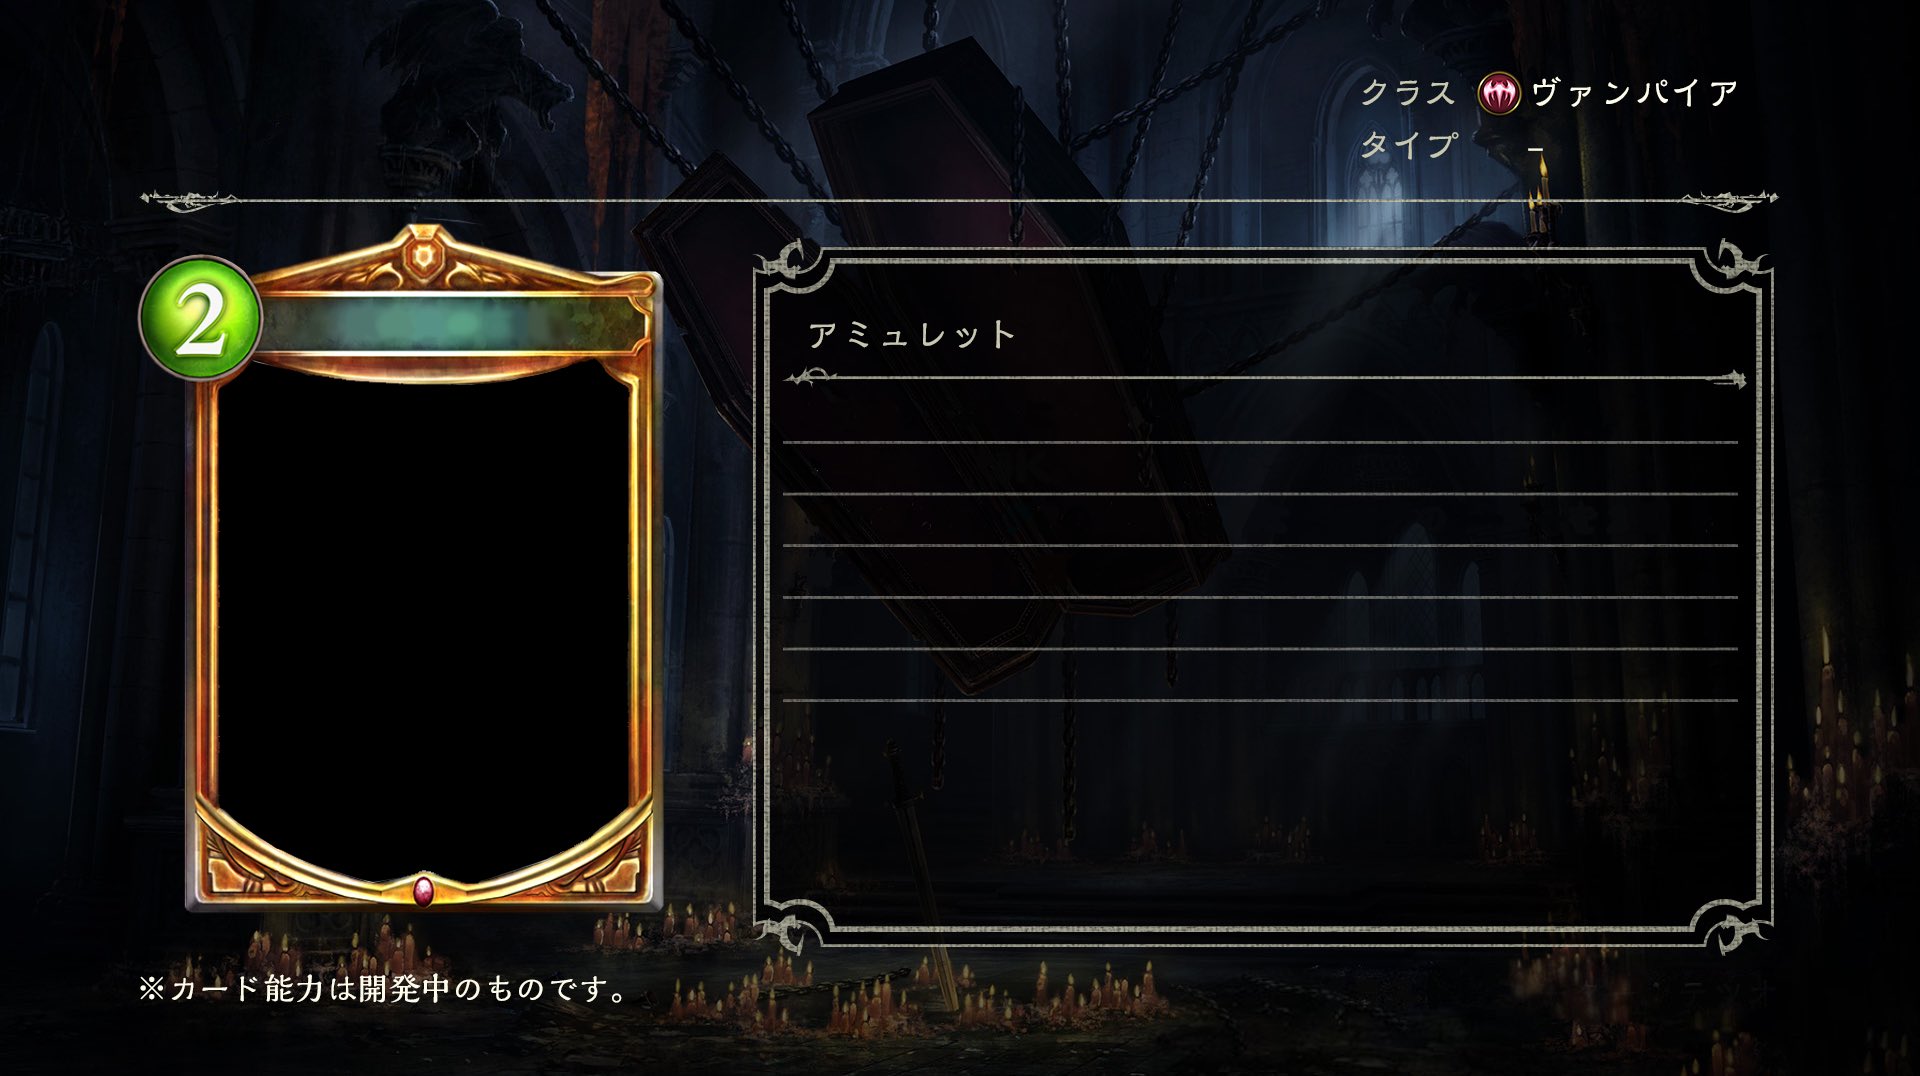 クラス ヴァンパイア
タイプ –
2
アミュレット
※カード能力は開発中のものです。